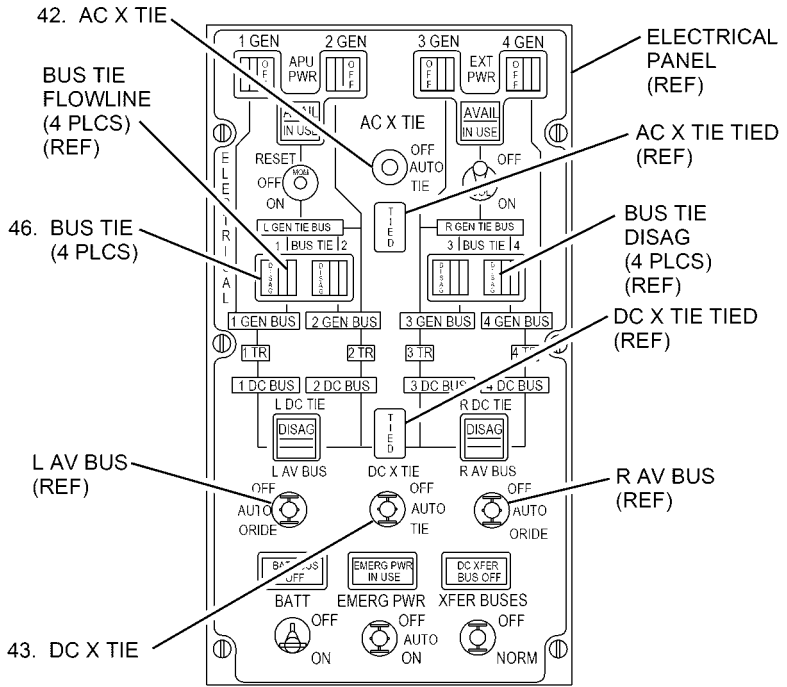 42. AC X TIE
BUS TIE
FLOWLINE
(4 PLCS)
(REF)
46. BUS TIE
(4 PLCS)
L AV BUS
(REF)
43. DC X TIE
1 GEN
APU
PWR
2 GEN
3 GEN
EXT
PWR
4 GEN
OFF
OFF
OFF
OFF
AVAIL
IN USE
AVAIL
IN USE
AC X TIE
OFF
AUTO
TIE
RESET
OFF
ON
OFF
ON
TIED
L GEN TIE BUS
R GEN TIE BUS
1 BUS TIE 2
3 BUS TIE 4
DISAG
DISAG
DISAG
DISAG
1 GEN BUS
2 GEN BUS
3 GEN BUS
4 GEN BUS
1 TR
2 TR
3 TR
4 TR
1 DC BUS
2 DC BUS
3 DC BUS
4 DC BUS
L DC TIE
R DC TIE
DISAG
TIED
DISAG
L AV BUS
DC X TIE
R AV BUS
OFF
AUTO
ORIDE
OFF
AUTO
TIE
OFF
AUTO
ORIDE
BATT BUS
OFF
EMERG PWR
IN USE
DC XFER
BUS OFF
BATT
EMERG PWR
XFER BUSES
OFF
ON
OFF
AUTO
ON
OFF
NORM
ELECTRICAL
ELECTRICAL
PANEL
(REF)
AC X TIE TIED
(REF)
BUS TIE
DISAG
(4 PLCS)
(REF)
DC X TIE TIED
(REF)
R AV BUS
(REF)